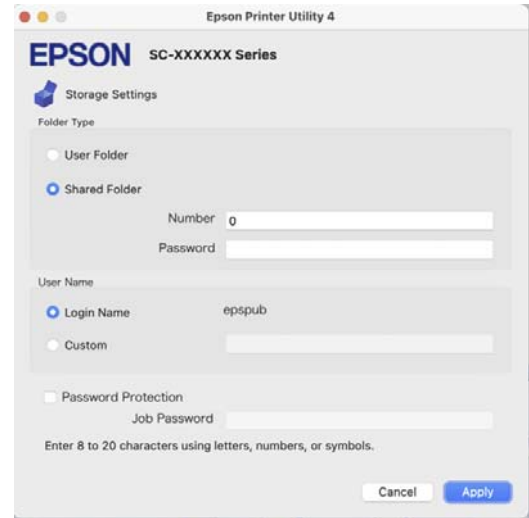 Epson Printer Utility 4
EPSON SC-XXXXXX Series
Storage Settings
Folder Type
User Folder
Shared Folder
Number 0
Password
User Name
Login Name epspub
Custom
Password Protection
Job Password
Enter 8 to 20 characters using letters, numbers, or symbols.
Cancel Apply